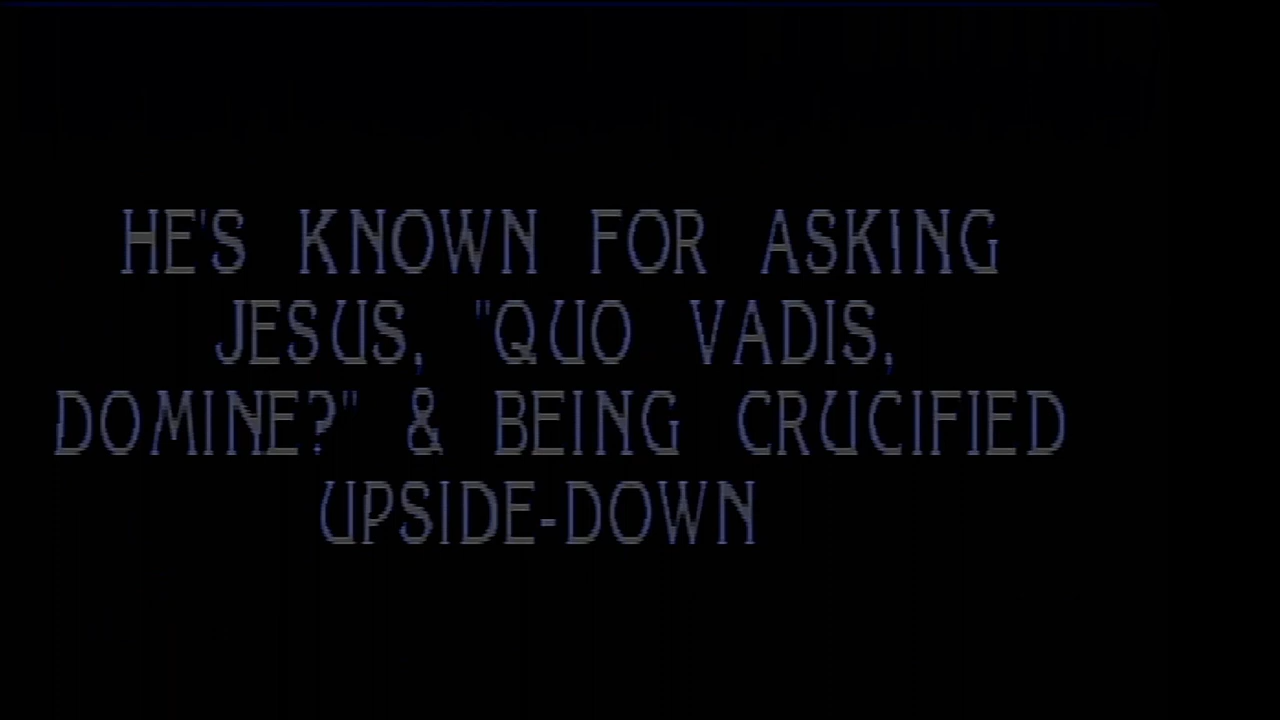 HE'S KNOWN FOR ASKING
JESUS, "QUO VADIS,
DOMINE?" & BEING CRUCIFIED
UPSIDE-DOWN